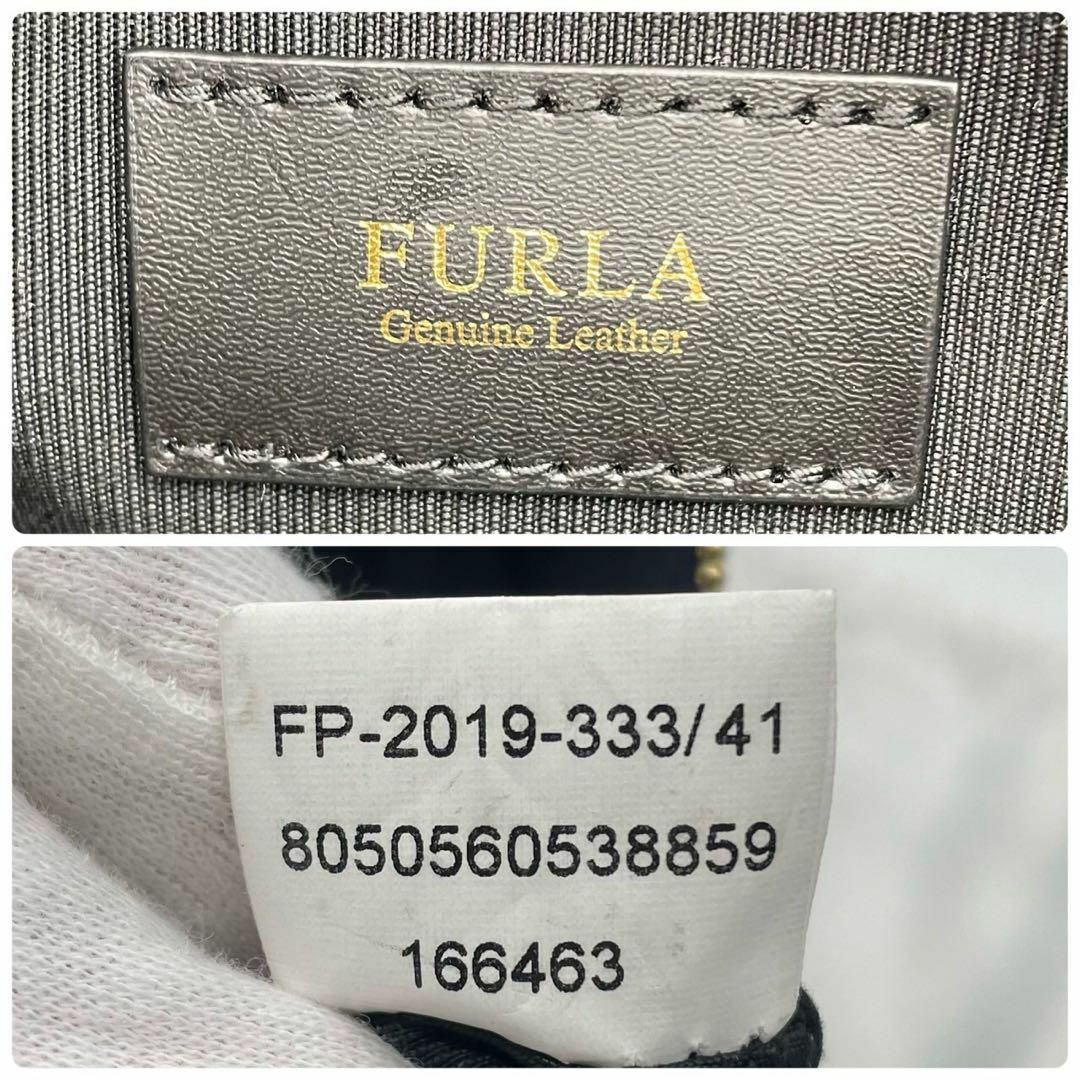 FURLA
Genuine Leather
FP-2019-333/41
8050560538859
166463